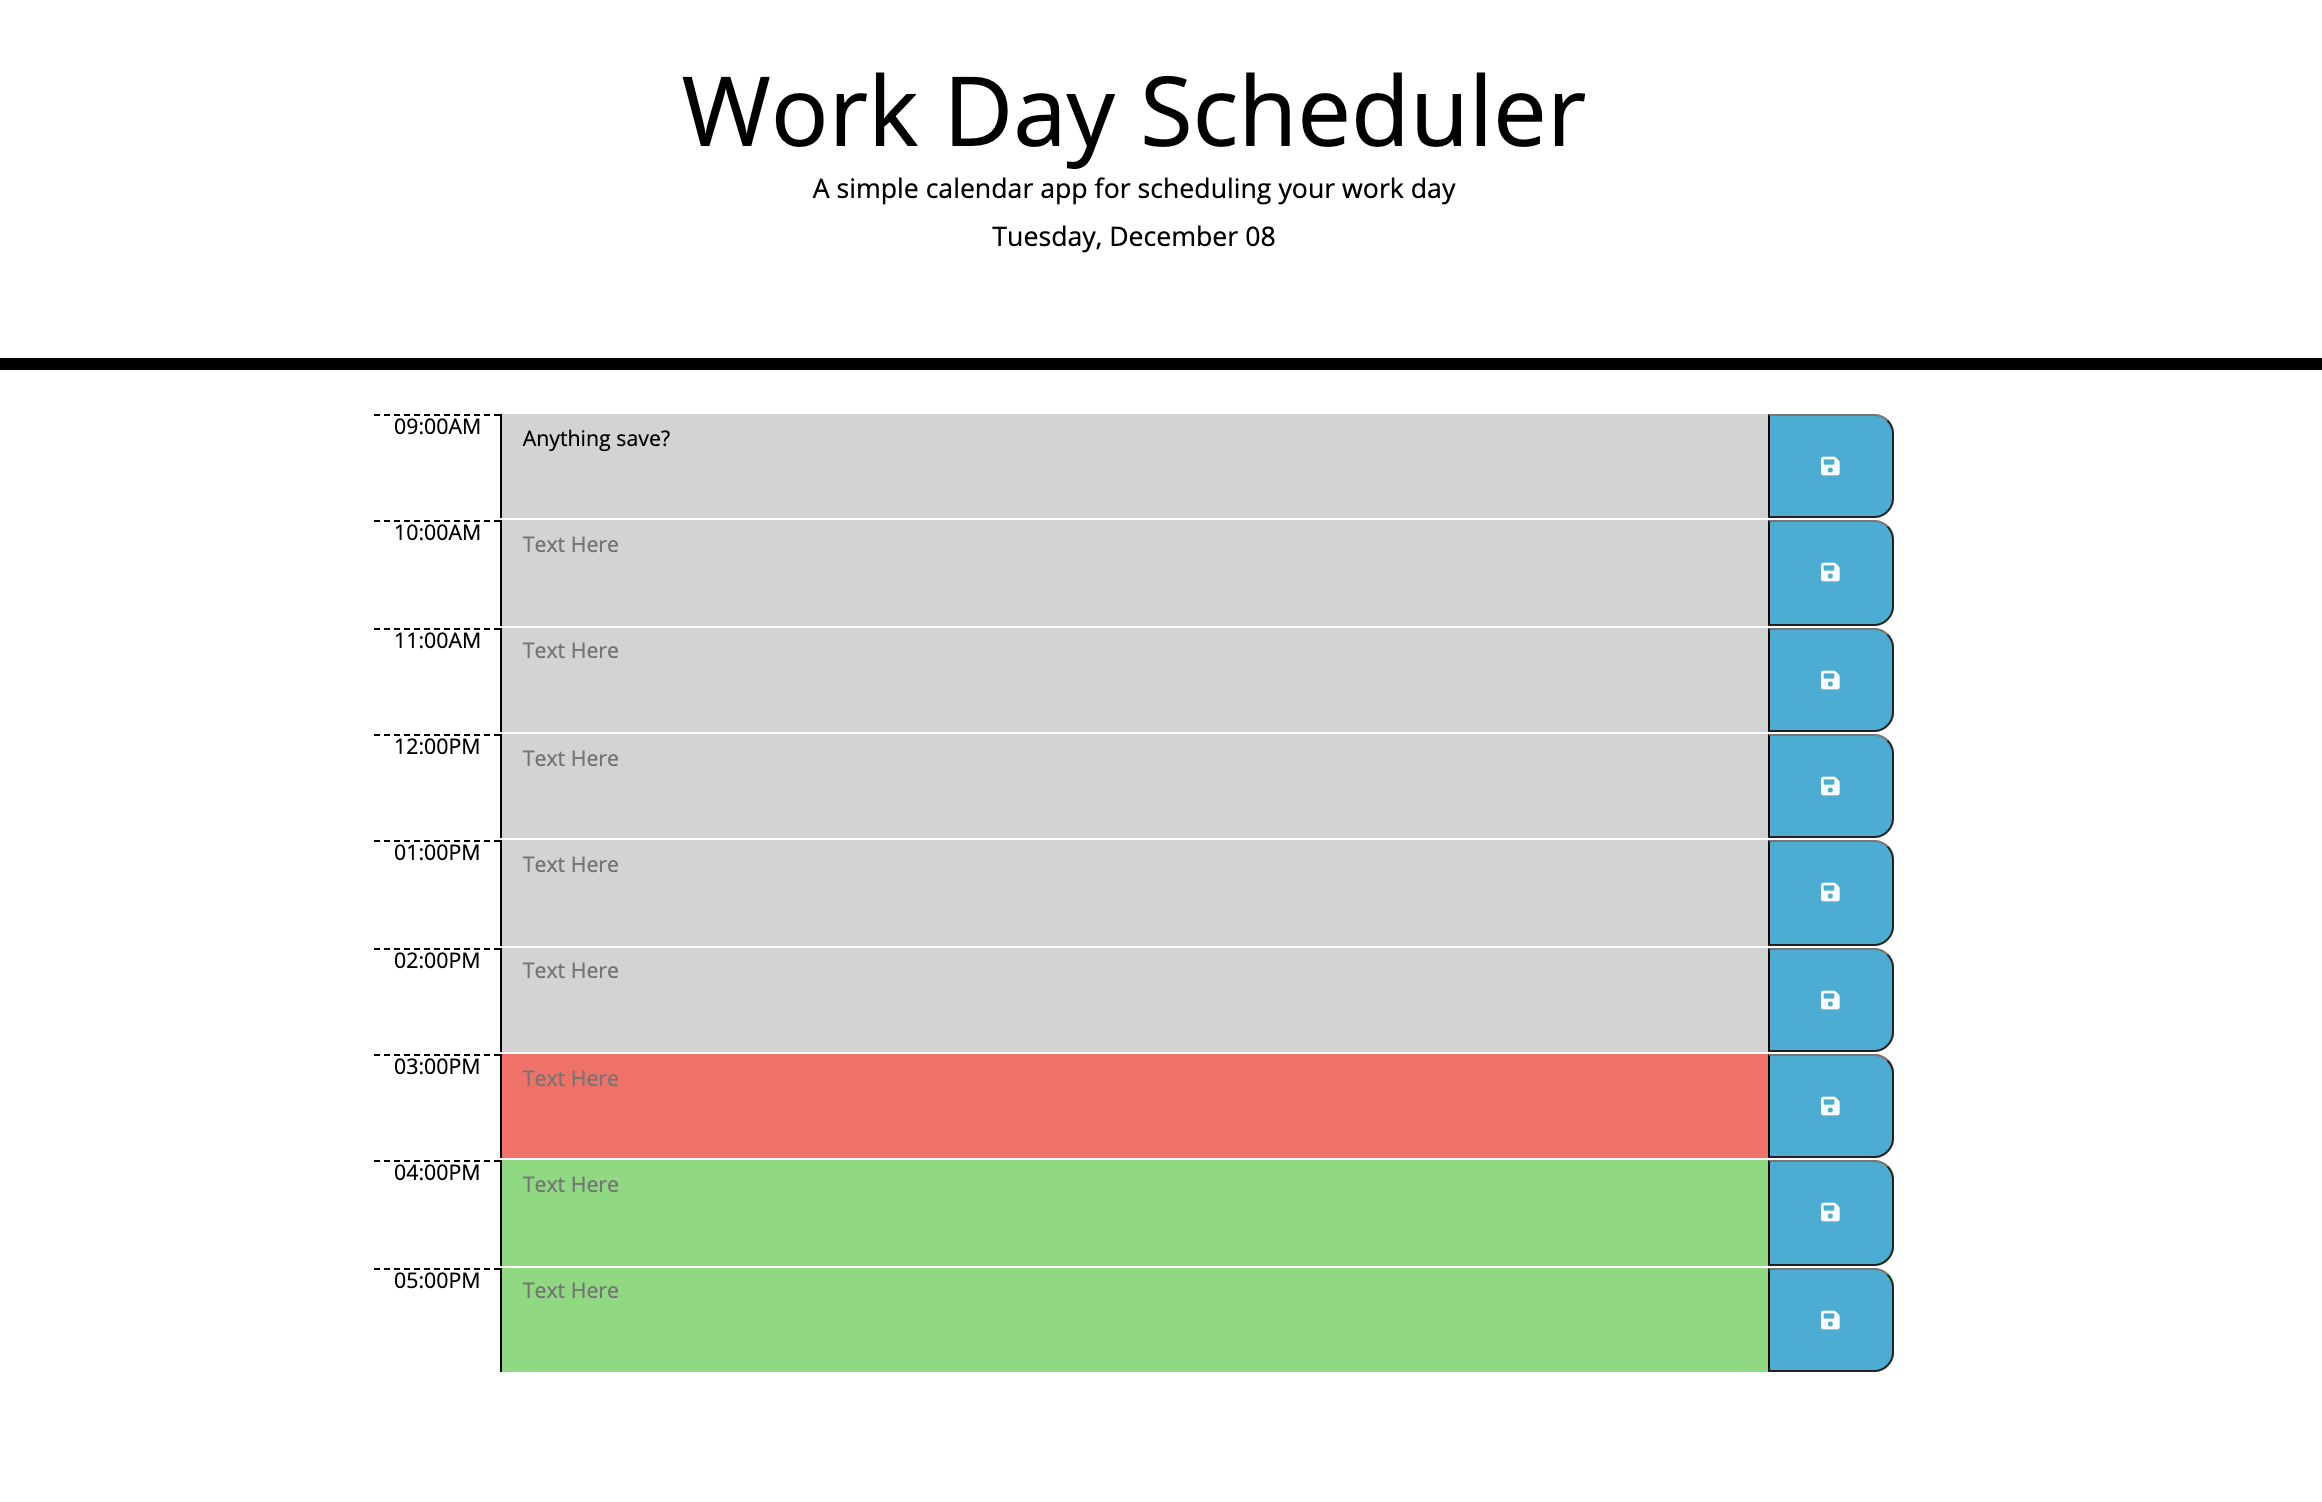 Work Day Scheduler
A simple calendar app for scheduling your work day
Tuesday, December 08
09:00AM
Anything save?
10:00AM
Text Here
11:00AM
Text Here
12:00PM
Text Here
01:00PM
Text Here
02:00PM
Text Here
03:00PM
Text Here
04:00PM
Text Here
05:00PM
Text Here